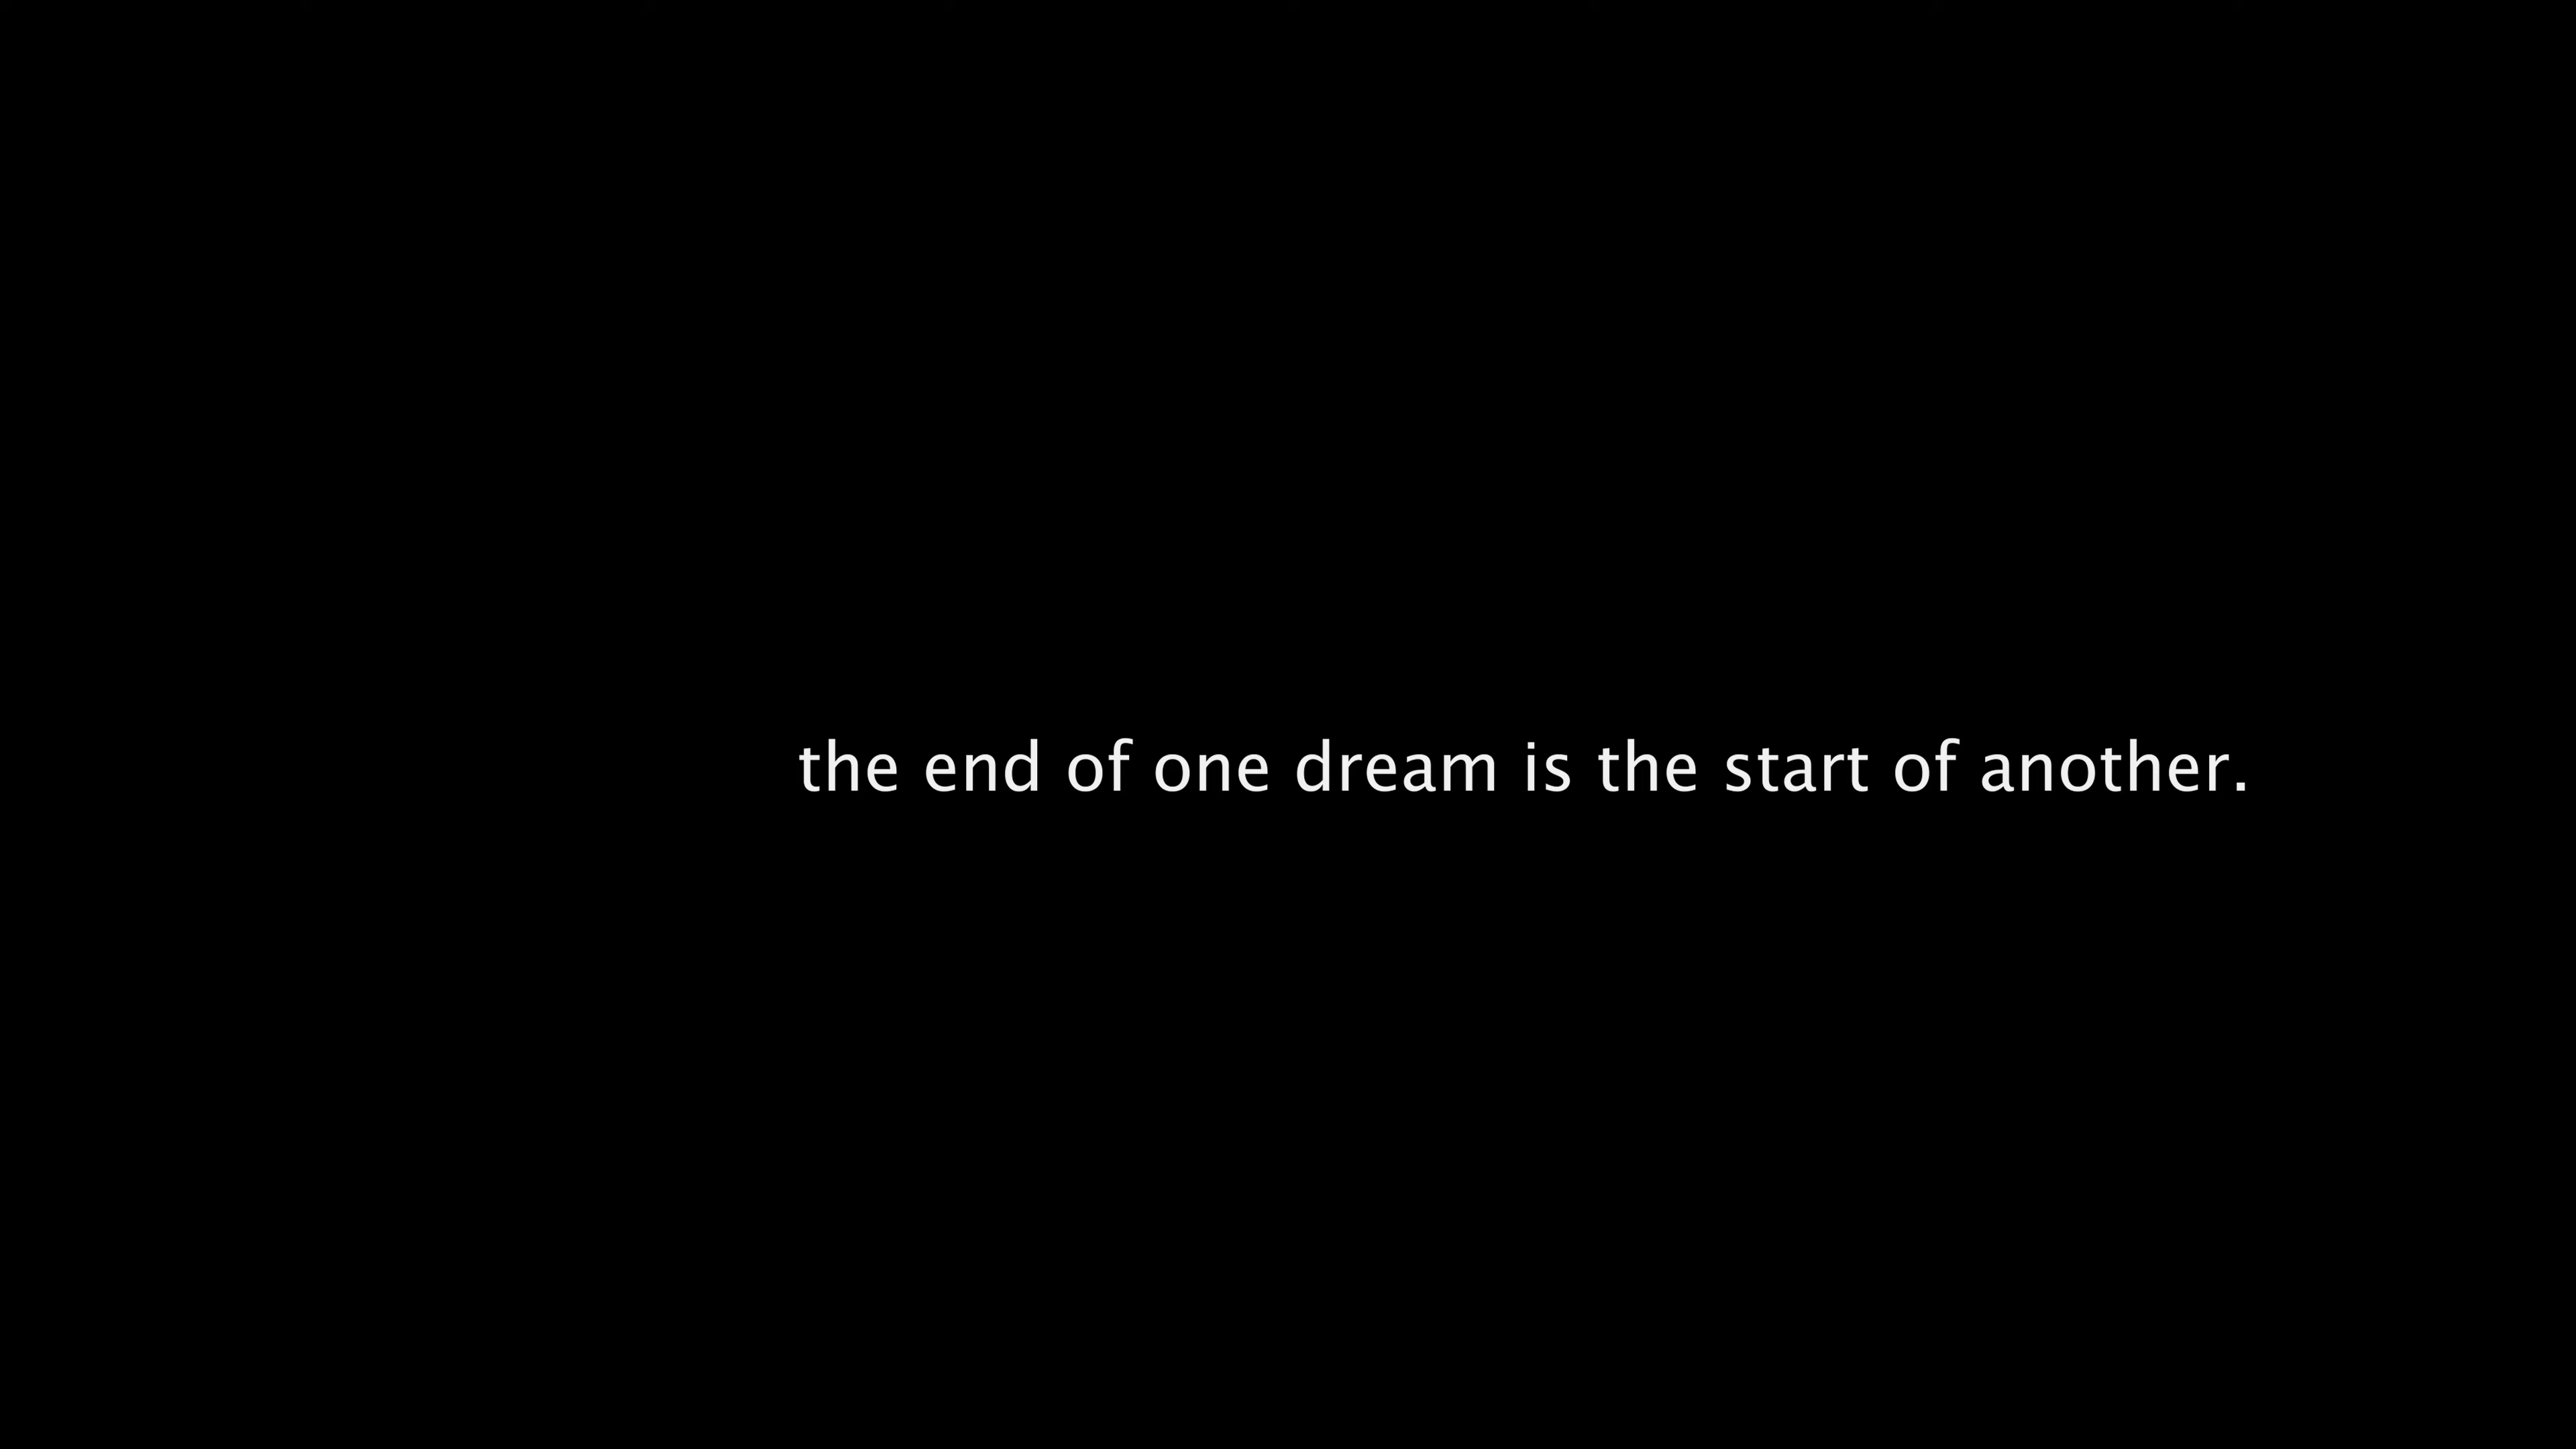 the end of one dream is the start of another.